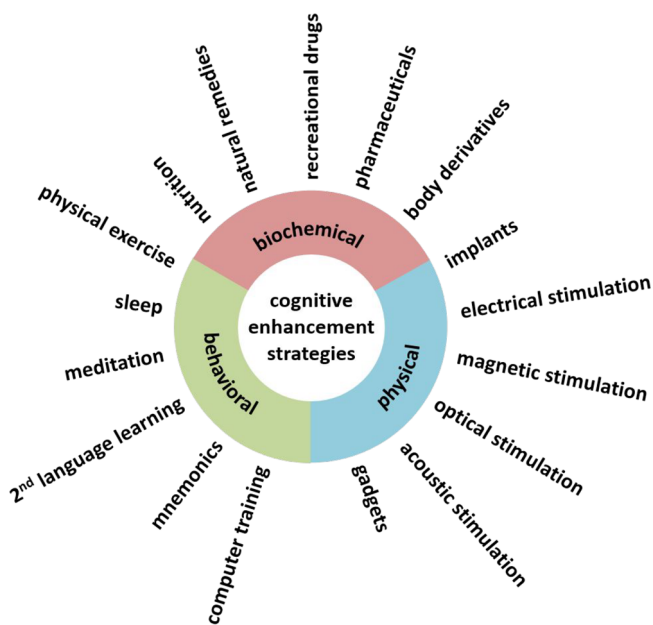 cognitive
enhancement
strategies
biochemical
physical
behavioral
nutrition
natural remedies
recreational drugs
pharmaceuticals
body derivatives
implants
electrical stimulation
magnetic stimulation
optical stimulation
acoustic stimulation
gadgets
computer training
mnemonics
2nd language learning
meditation
sleep
physical exercise